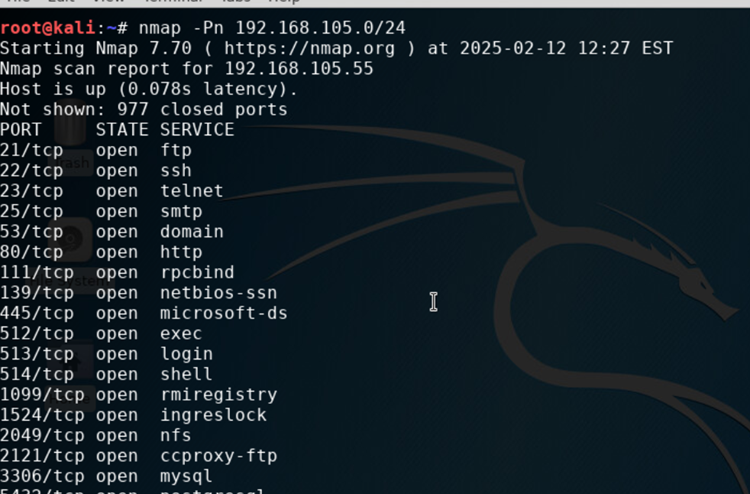 root@kali:~# nmap -Pn 192.168.105.0/24
Starting Nmap 7.70 ( https://nmap.org ) at 2025-02-12 12:27 EST
Nmap scan report for 192.168.105.55
Host is up (0.078s latency).
Not shown: 977 closed ports
PORT     STATE SERVICE
21/tcp   open  ftp
22/tcp   open  ssh
23/tcp   open  telnet
25/tcp   open  smtp
53/tcp   open  domain
80/tcp   open  http
111/tcp  open  rpcbind
139/tcp  open  netbios-ssn
445/tcp  open  microsoft-ds
512/tcp  open  exec
513/tcp  open  login
514/tcp  open  shell
1099/tcp open  rmiregistry
1524/tcp open  ingreslock
2049/tcp open  nfs
2121/tcp open  ccproxy-ftp
3306/tcp open  mysql